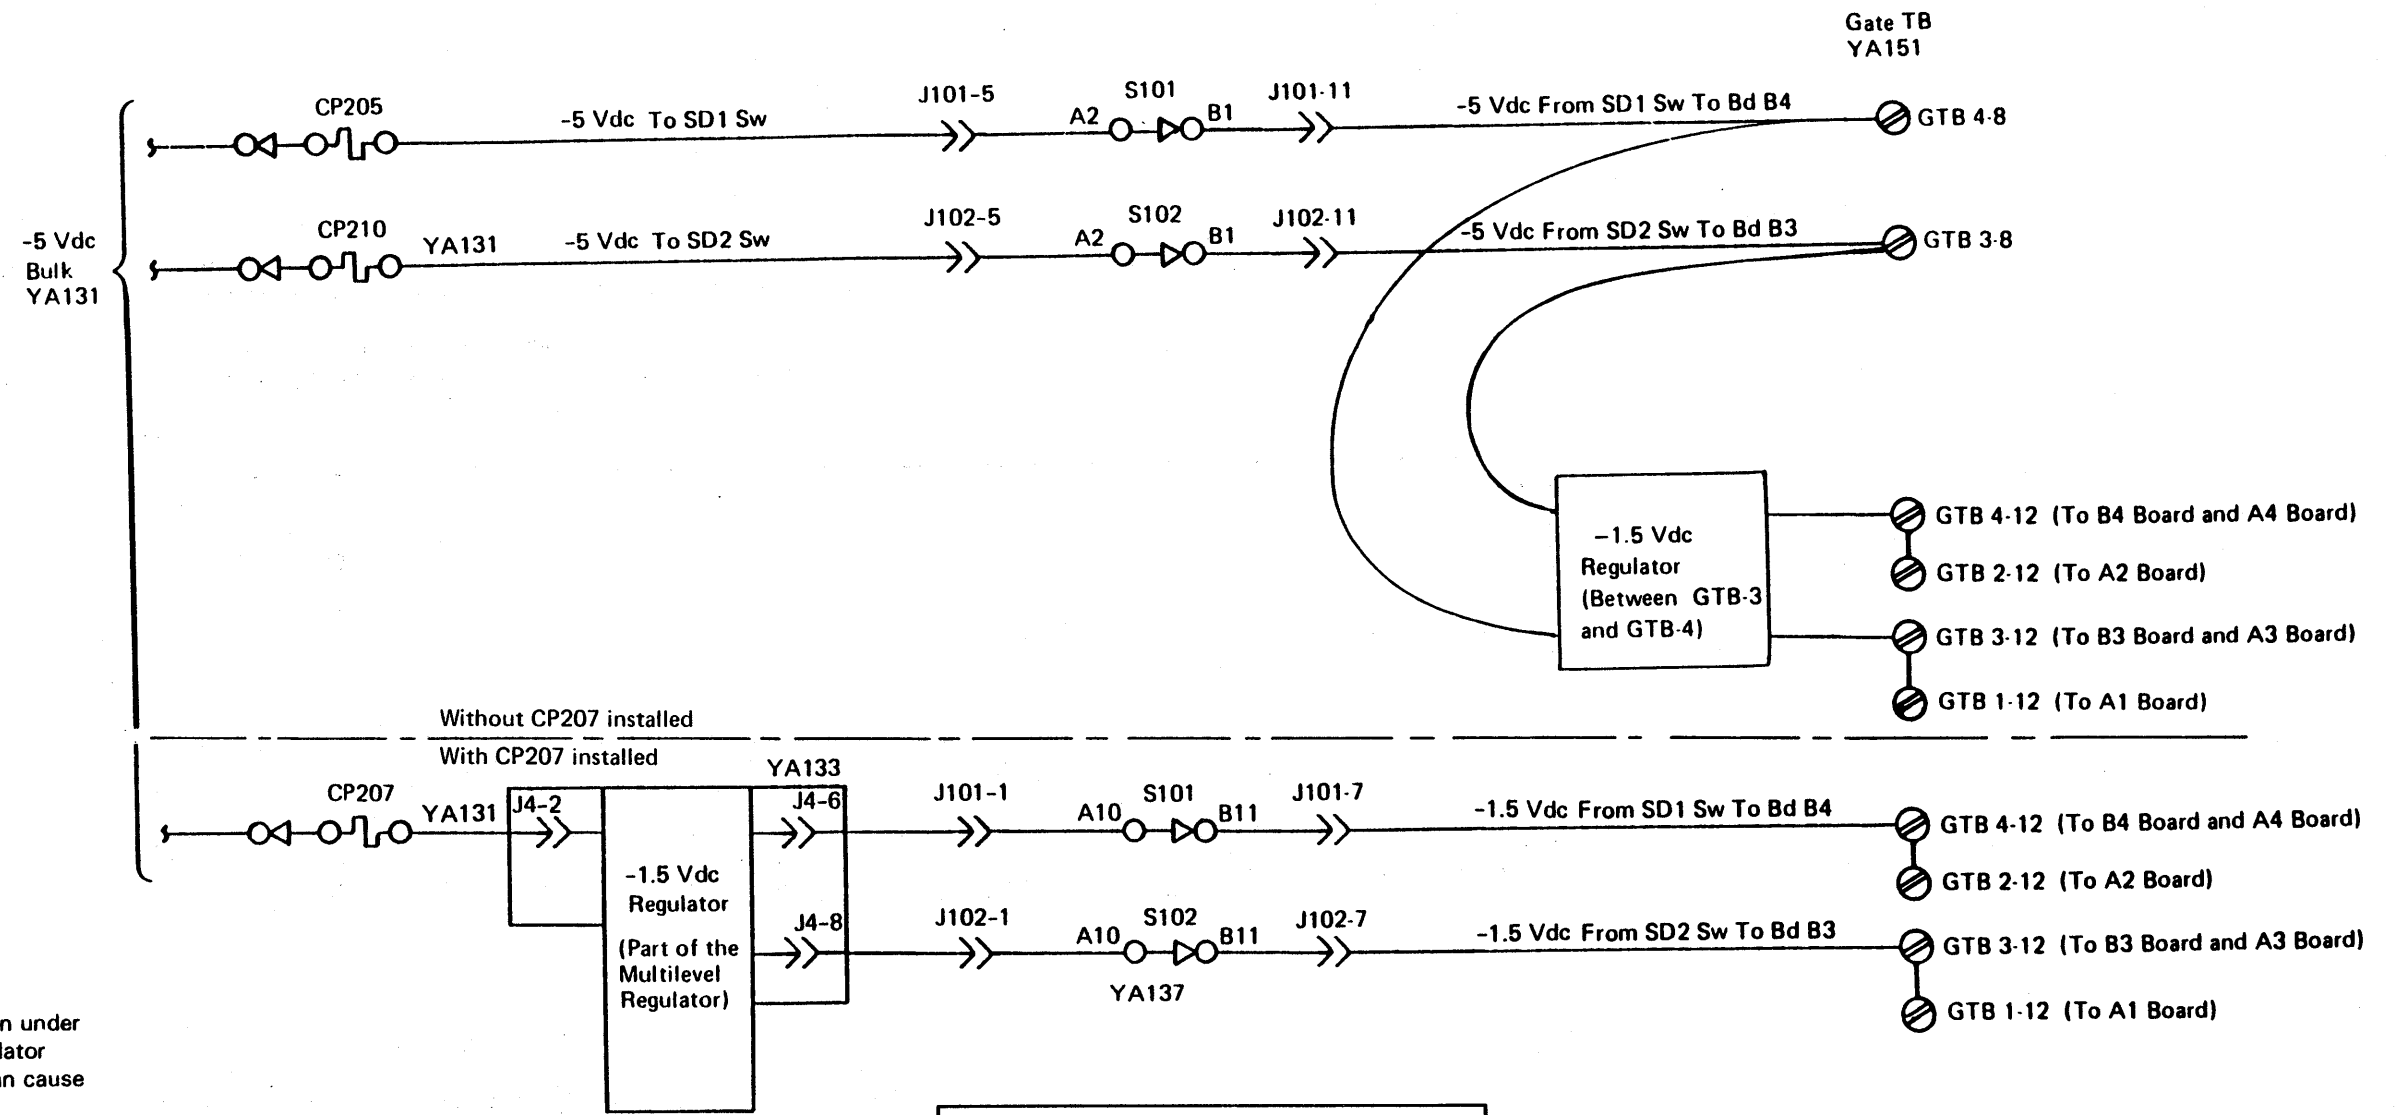 Gate TB
YA151
CP205
-5 Vdc To SD1 Sw
J101-5
A2
S101
B1
J101-11
-5 Vdc From SD1 Sw To Bd B4
GTB 4-8
-5 Vdc
Bulk
YA131
CP210
YA131
-5 Vdc To SD2 Sw
J102-5
A2
S102
B1
J102-11
-5 Vdc From SD2 Sw To Bd B3
GTB 3-8
-1.5 Vdc
Regulator
(Between GTB-3
and GTB-4)
GTB 4-12 (To B4 Board and A4 Board)
GTB 2-12 (To A2 Board)
GTB 3-12 (To B3 Board and A3 Board)
GTB 1-12 (To A1 Board)
Without CP207 installed
With CP207 installed
CP207
YA131
J4-2
YA133
J4-6
J4-8
-1.5 Vdc
Regulator
(Part of the
Multilevel
Regulator)
J101-1
A10
S101
B11
J101-7
-1.5 Vdc From SD1 Sw To Bd B4
GTB 4-12 (To B4 Board and A4 Board)
GTB 2-12 (To A2 Board)
J102-1
A10
S102
B11
J102-7
YA137
-1.5 Vdc From SD2 Sw To Bd B3
GTB 3-12 (To B3 Board and A3 Board)
GTB 1-12 (To A1 Board)
n under
lator
an cause